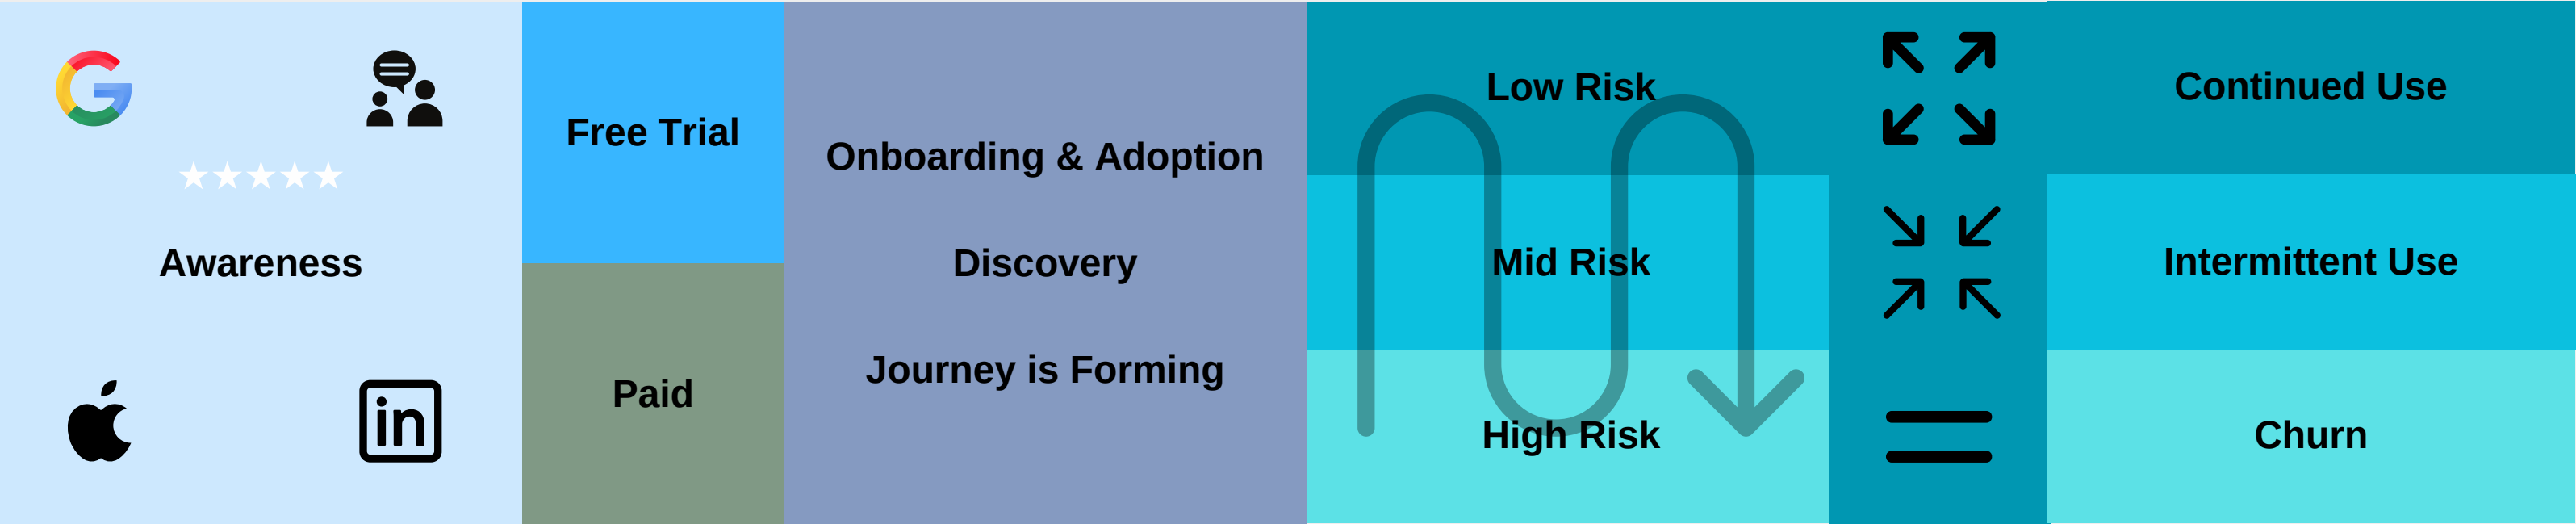 Awareness
Free Trial
Paid
Onboarding & Adoption
Discovery
Journey is Forming
Low Risk
Mid Risk
High Risk
Continued Use
Intermittent Use
Churn
in